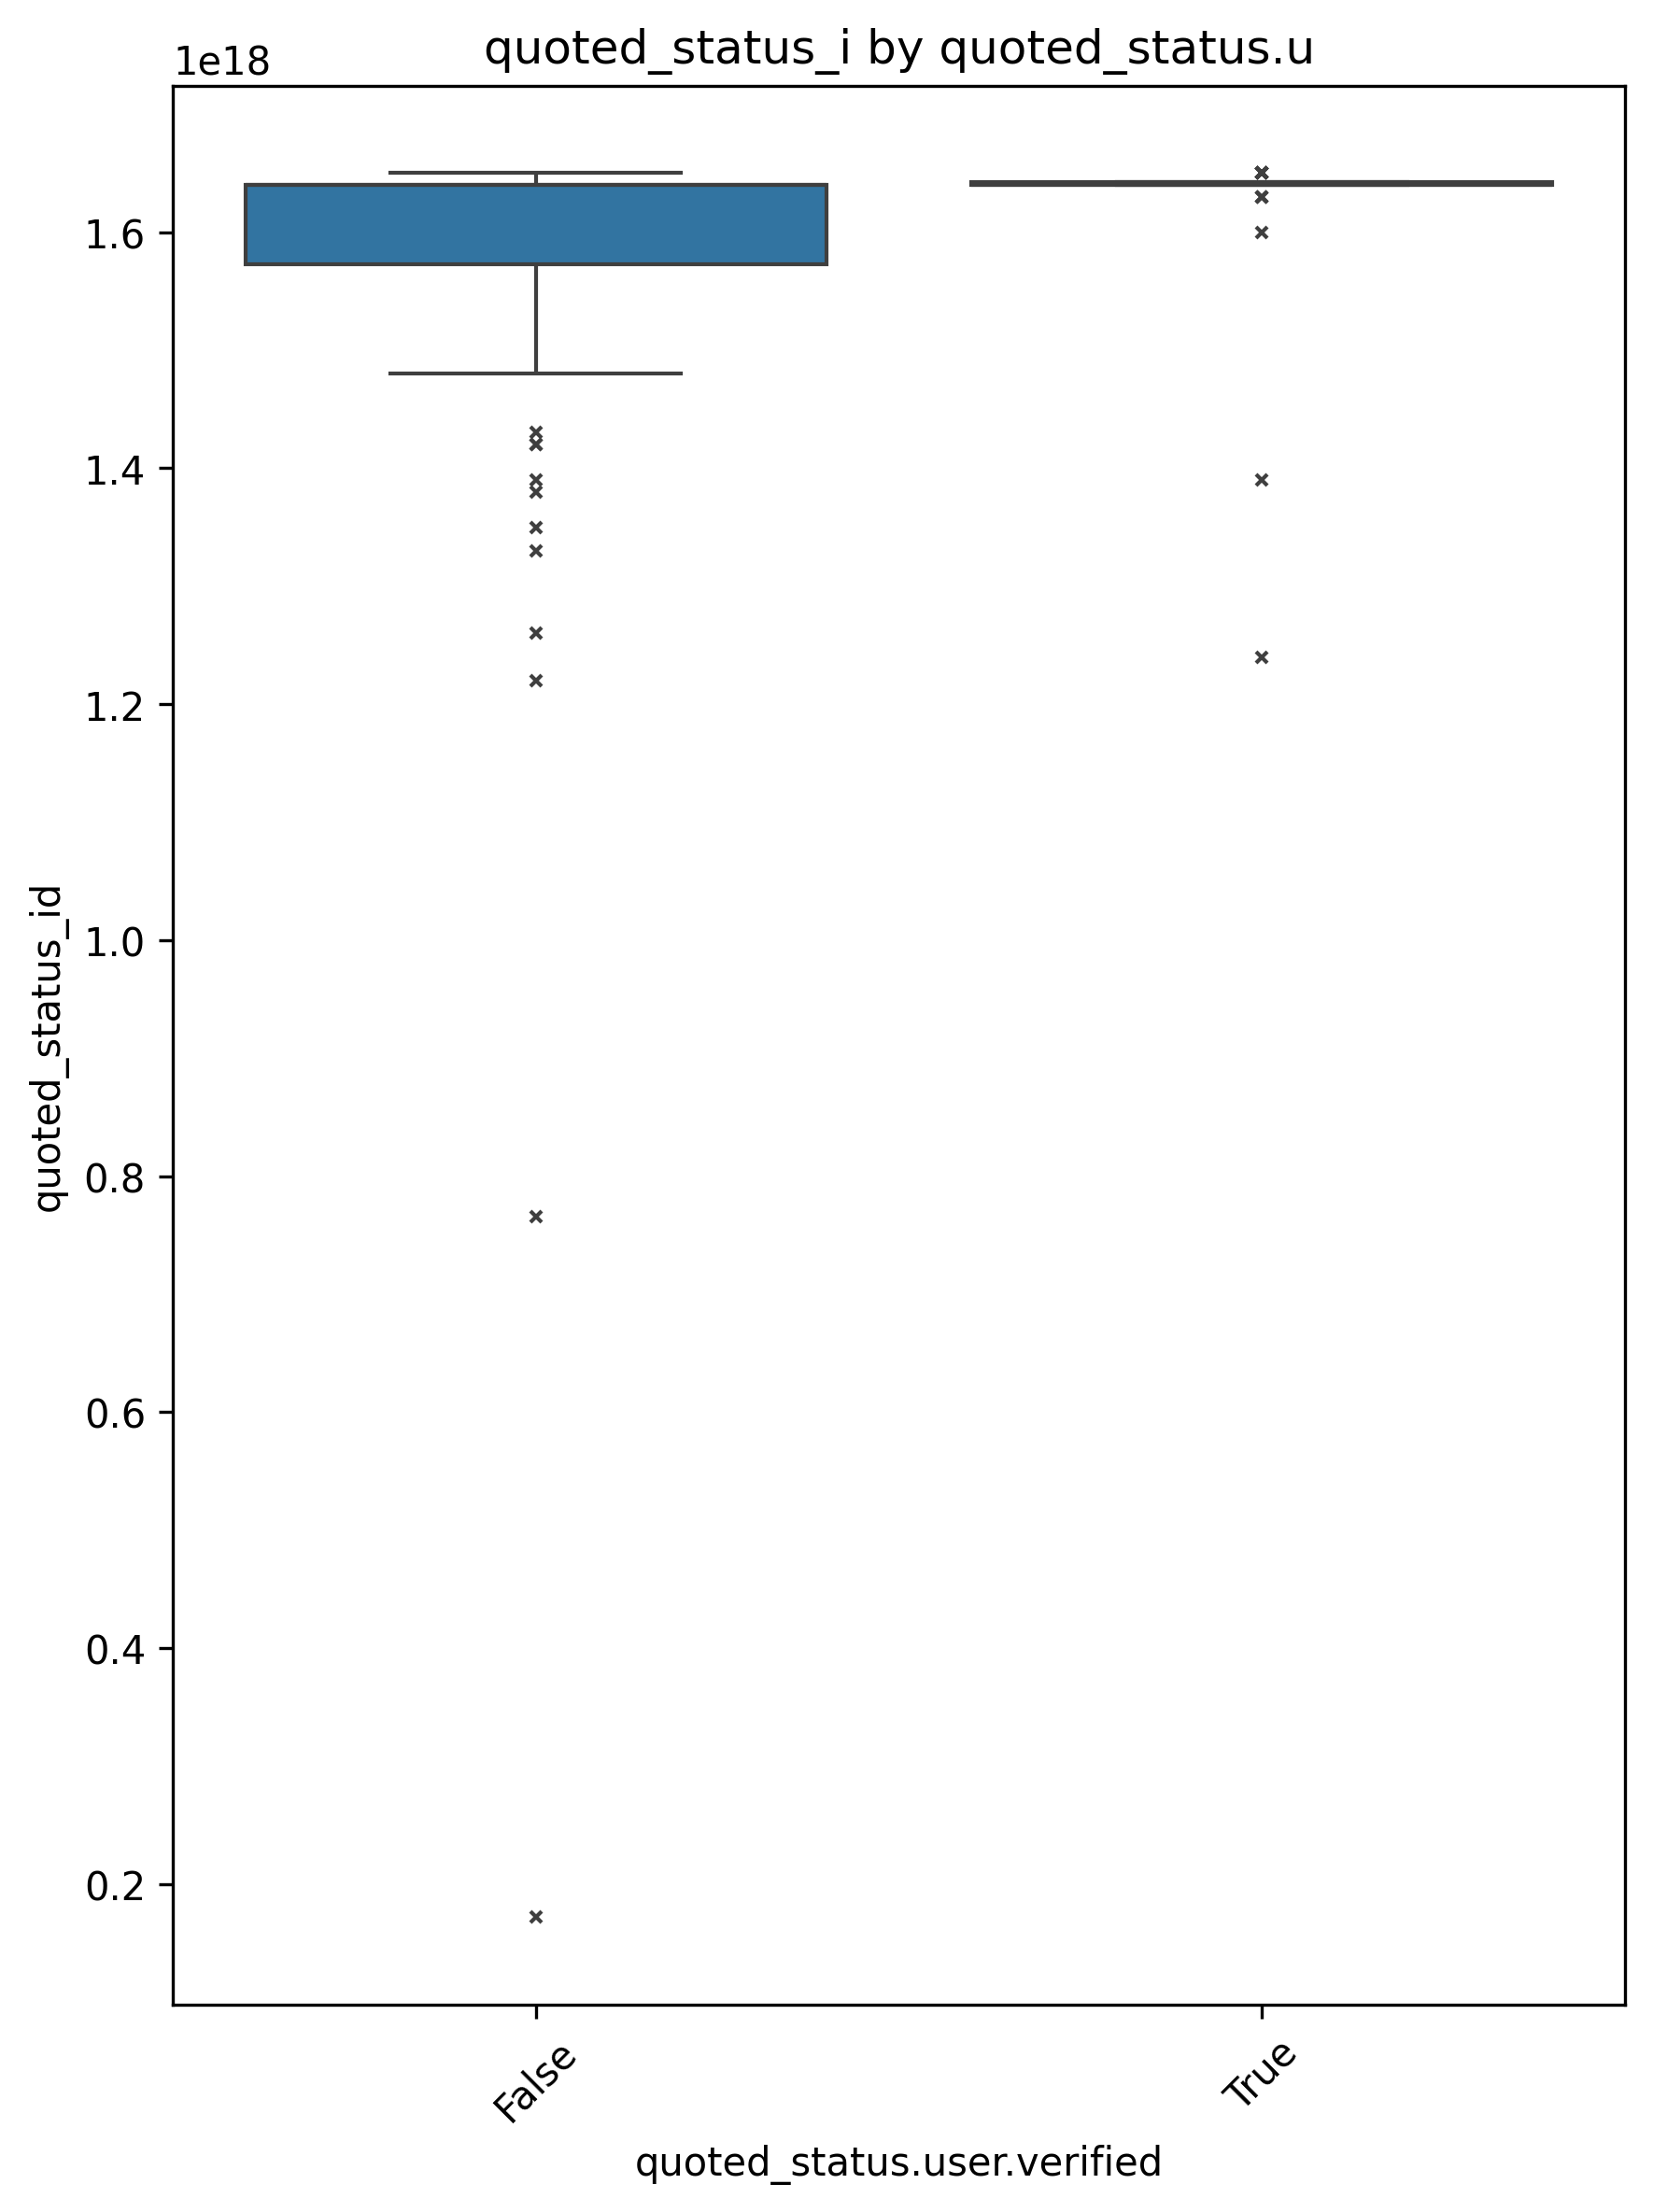 quoted_status_i by quoted_status.u
1e18
1.6
1.4
1.2
1.0
0.8
0.6
0.4
0.2
quoted_status_id
False
True
quoted_status.user.verified